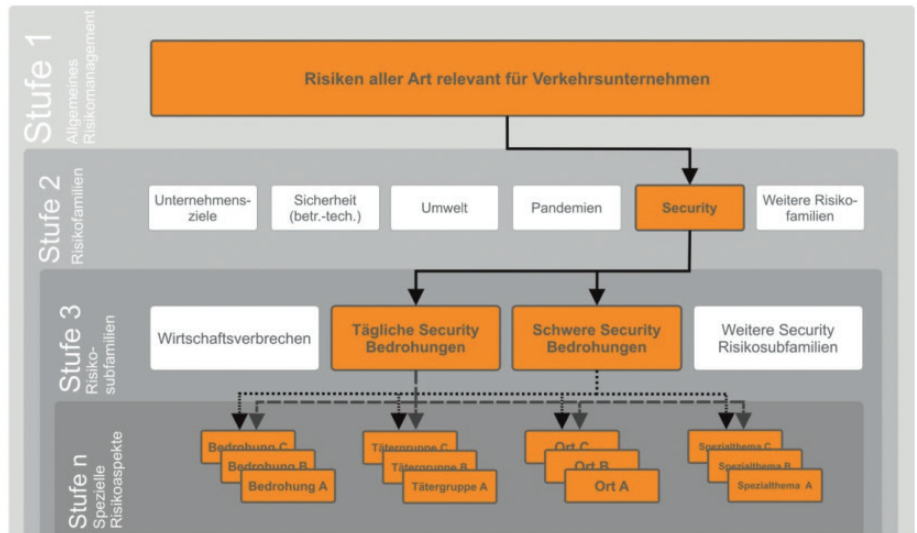 Stufe 1
Allgemeines
Risikomanagement
Risiken aller Art relevant für Verkehrsunternehmen
Stufe 2
Risikofamilien
Unternehmens-
ziele
Sicherheit
(betr.-tech.)
Umwelt
Pandemien
Security
Weitere Risiko-
familien
Stufe 3
Risiko-
subfamilien
Wirtschaftsverbrechen
Tägliche Security
Bedrohungen
Schwere Security
Bedrohungen
Weitere Security
Risikosubfamilien
Stufe n
Spezielle
Risikoaspekte
Bedrohung C
Bedrohung B
Bedrohung A
Tätergruppe C
Tätergruppe B
Tätergruppe A
Ort C
Ort B
Ort A
Spezialthema C
Spezialthema B
Spezialthema A